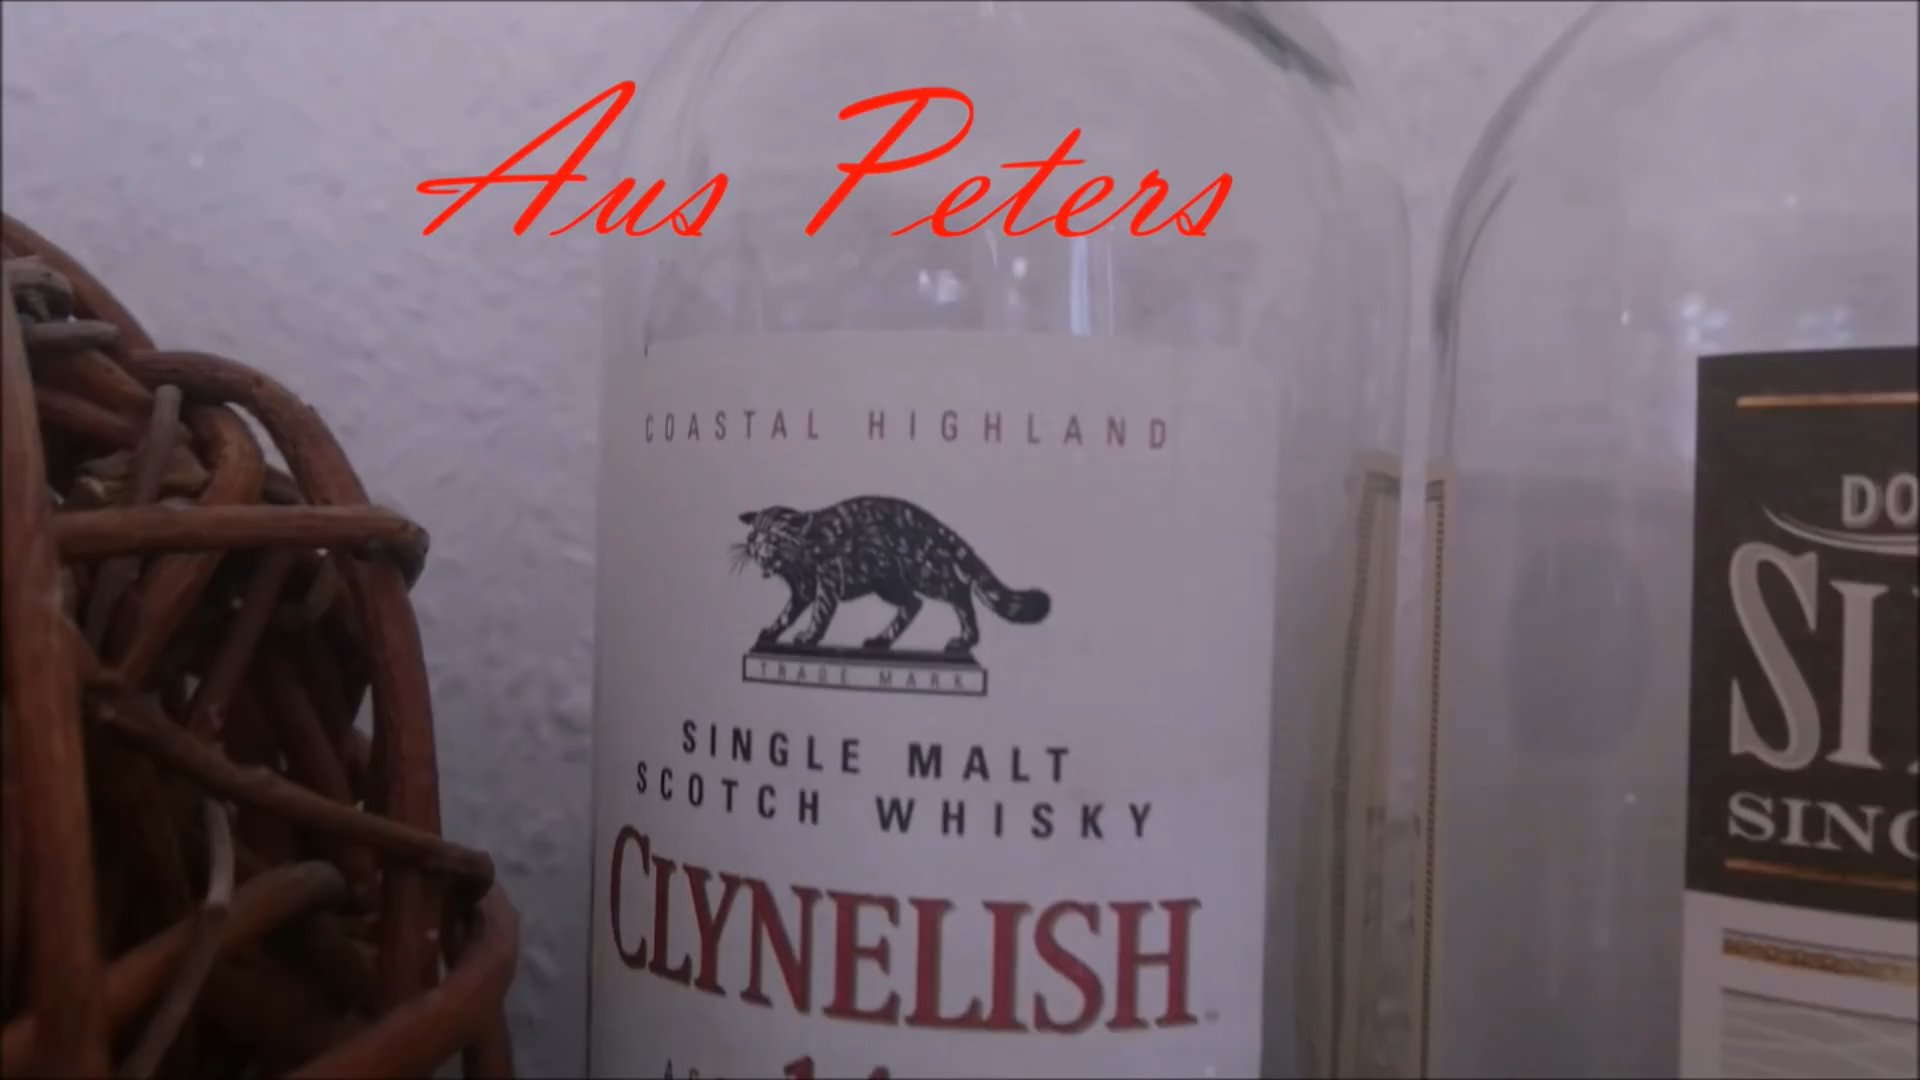 Aus Peters
COASTAL HIGHLAND
TRADE MARK
SINGLE MALT
SCOTCH WHISKY
CLYNELISH